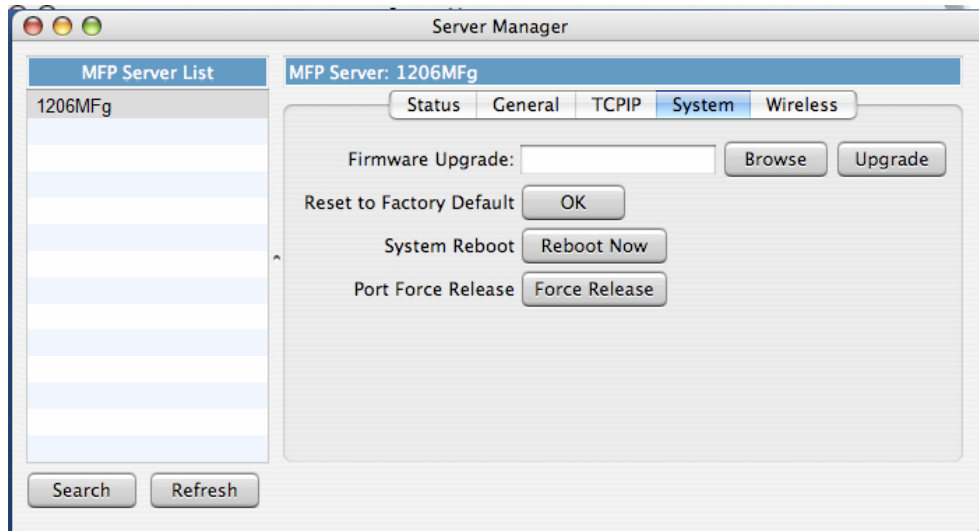 Server Manager
MFP Server List
1206MFg
MFP Server: 1206MFg
Status General TCPIP System Wireless
Firmware Upgrade: Browse Upgrade
Reset to Factory Default OK
System Reboot Reboot Now
Port Force Release Force Release
Search Refresh